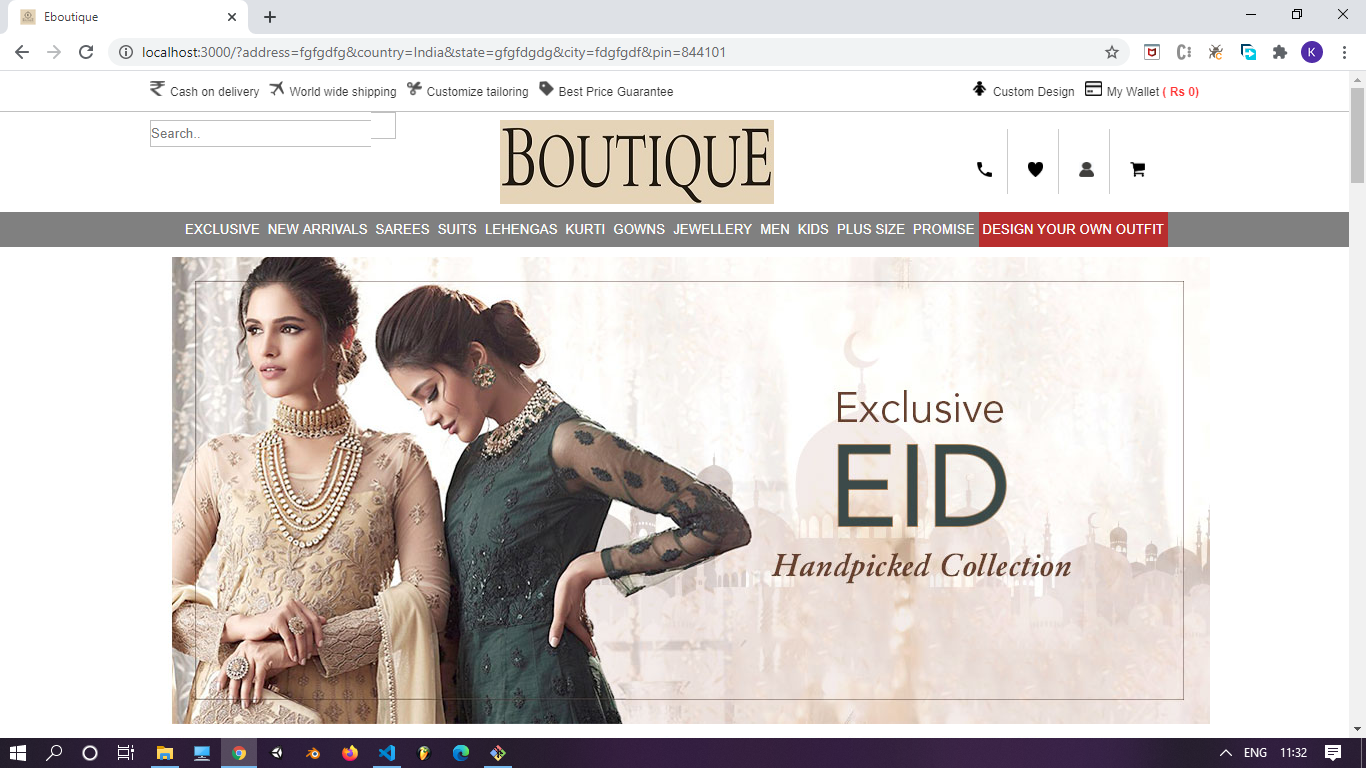 Eboutique
localhost:3000/?address=fgfgdfg&country=India&state=gfgfdgdg&city=fdgfgdf&pin=844101
K
Cash on delivery World wide shipping Customize tailoring Best Price Guarantee Custom Design My Wallet ( Rs 0)
Search..
BOUTIQUE
EXCLUSIVE NEW ARRIVALS SAREES SUITS LEHENGAS KURTI GOWNS JEWELLERY MEN KIDS PLUS SIZE PROMISE DESIGN YOUR OWN OUTFIT
Exclusive
EID
Handpicked Collection
ENG 11:32